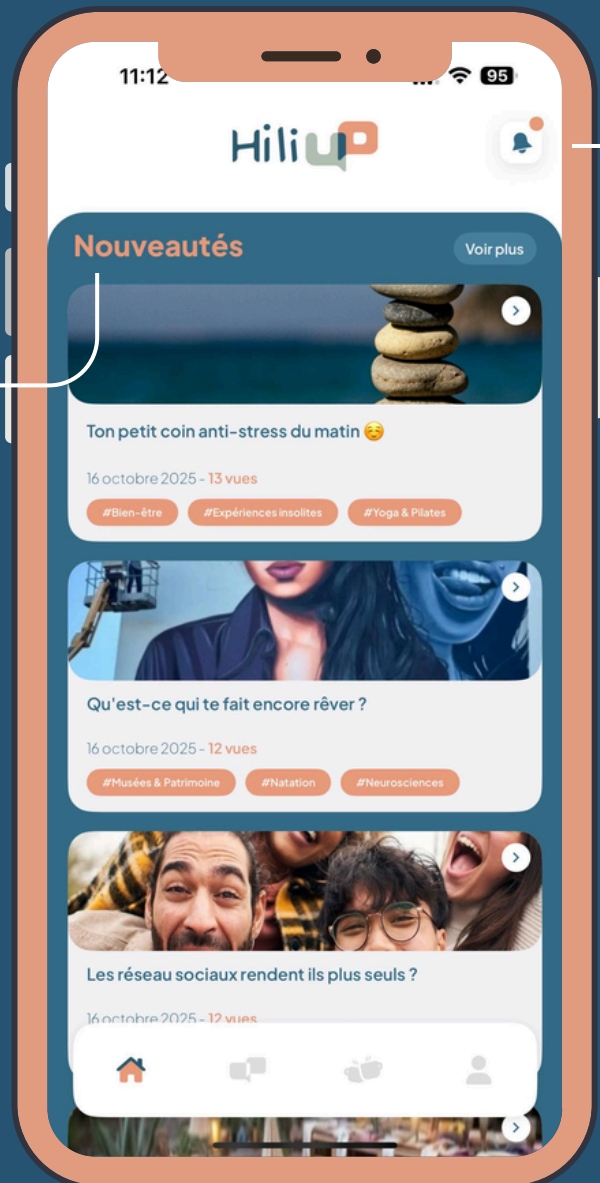 11:12
95
Hiliup
Nouveautés
Voir plus
Ton petit coin anti-stress du matin ☺️
16 octobre 2025 - 13 vues
#Bien-être #Expériences insolites #Yoga & Pilates
Qu'est-ce qui te fait encore rêver ?
16 octobre 2025 - 12 vues
#Musées & Patrimoine #Natation #Neurosciences
Les réseau sociaux rendent ils plus seuls ?
16 octobre 2025 - 12 vues